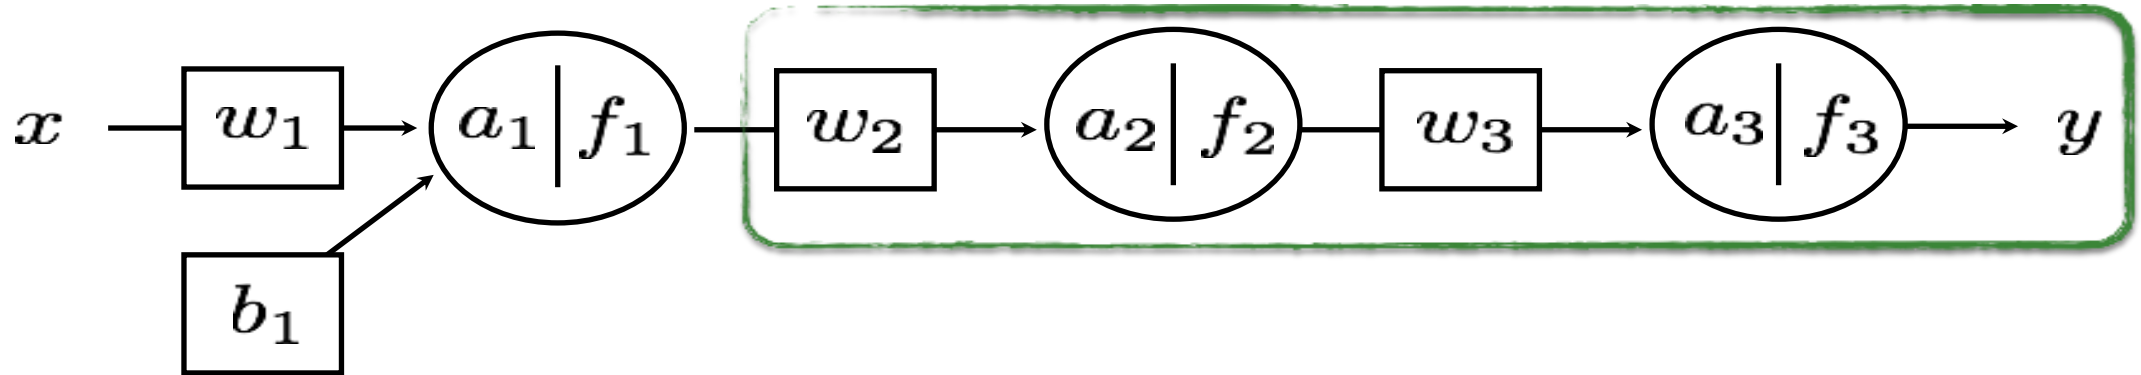 x w₁ a₁ | f₁ w₂ a₂ | f₂ w₃ a₃ | f₃ y
b₁